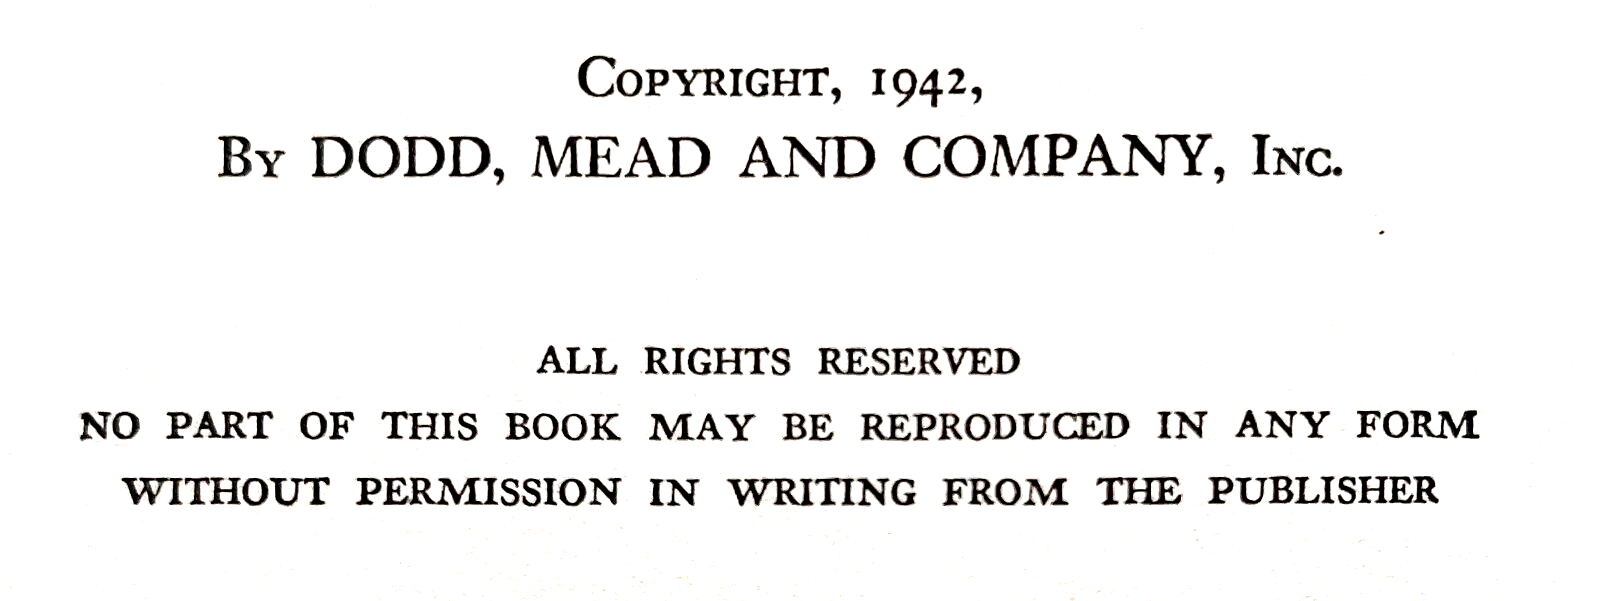 Copyright, 1942,
By DODD, MEAD AND COMPANY, Inc.
ALL RIGHTS RESERVED
NO PART OF THIS BOOK MAY BE REPRODUCED IN ANY FORM
WITHOUT PERMISSION IN WRITING FROM THE PUBLISHER